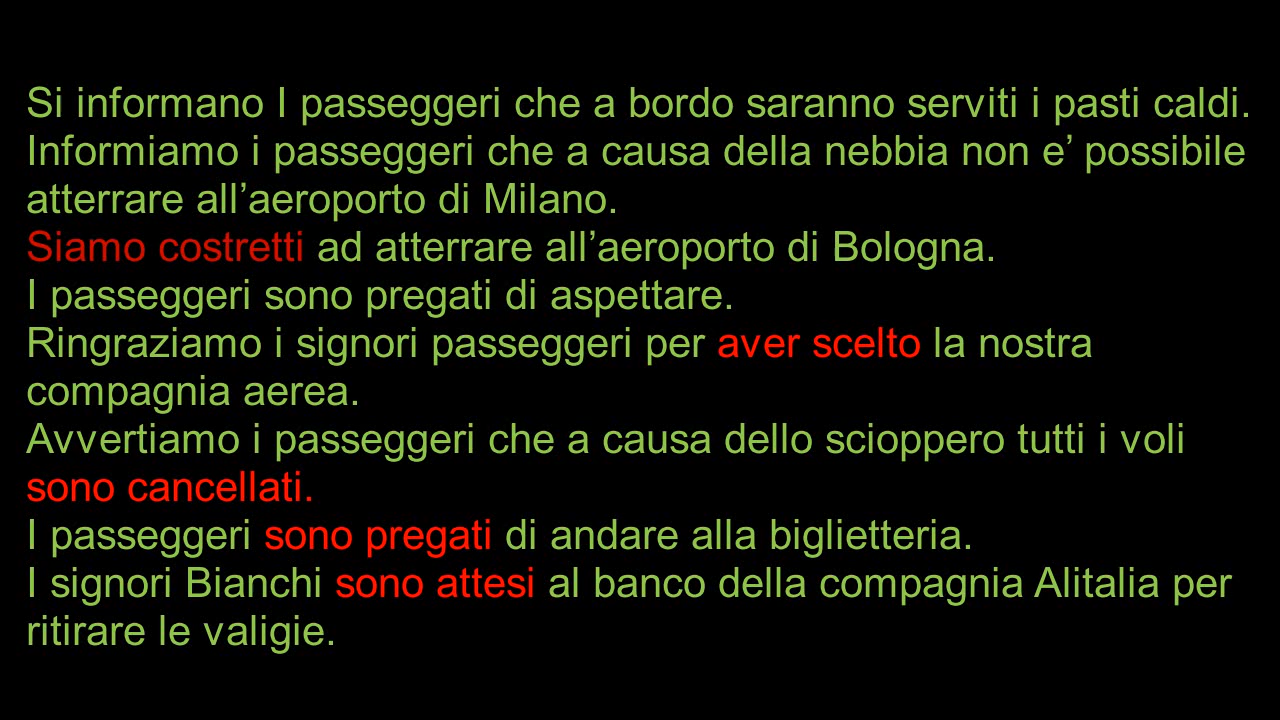 Si informano I passeggeri che a bordo saranno serviti i pasti caldi.
Informiamo i passeggeri che a causa della nebbia non e’ possibile
atterrare all’aeroporto di Milano.
Siamo costretti ad atterrare all’aeroporto di Bologna.
I passeggeri sono pregati di aspettare.
Ringraziamo i signori passeggeri per aver scelto la nostra
compagnia aerea.
Avvertiamo i passeggeri che a causa dello scioppero tutti i voli
sono cancellati.
I passeggeri sono pregati di andare alla biglietteria.
I signori Bianchi sono attesi al banco della compagnia Alitalia per
ritirare le valigie.